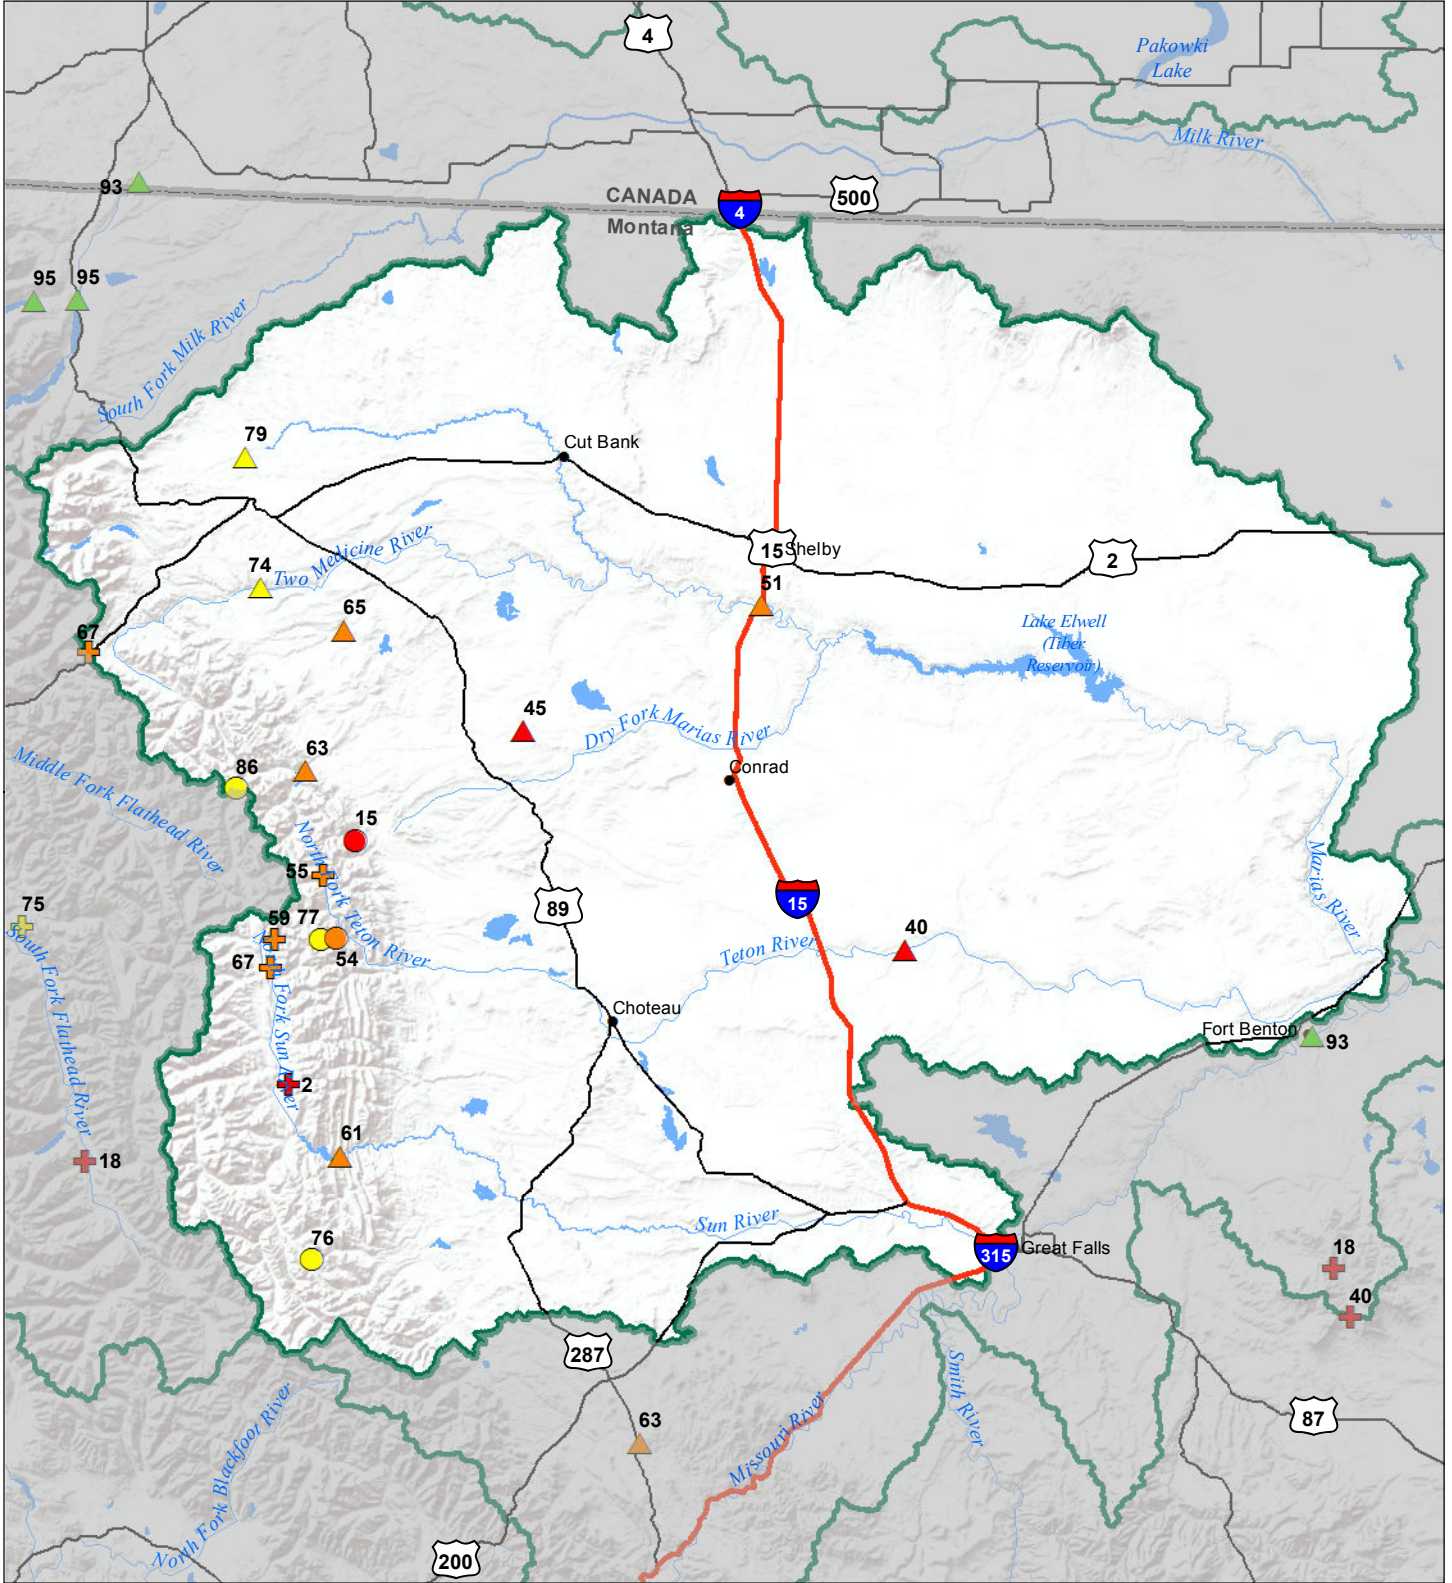 4
Pakowki
Lake
Milk River
93
CANADA
Montana
4
500
95
95
South Fork Milk River
79
Cut Bank
15
Shelby
2
Two Medicine River
74
65
51
67
Lake Elwell
(Tiber
Reservoir)
45
Dry Fork Marias River
63
86
Conrad
Middle Fork Flathead River
15
North Fork Teton River
55
Marias River
89
15
75
59
77
54
40
Teton River
67
South Fork Flathead River
North Fork Sun River
Choteau
Fort Benton
93
2
61
18
Sun River
76
315
Great Falls
18
40
287
Smith River
63
Missouri River
87
North Fork Blackfoot River
200